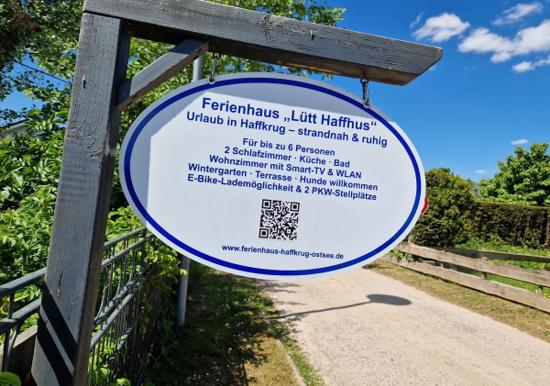 Ferienhaus „Lütt Haffhus“
Urlaub in Haffkrug – strandnah & ruhig
Für bis zu 6 Personen
2 Schlafzimmer · Küche · Bad
Wohnzimmer mit Smart-TV & WLAN
Wintergarten · Terrasse · Hunde willkommen
E-Bike-Lademöglichkeit & 2 PKW-Stellplätze
www.ferienhaus-haffkrug-ostsee.de